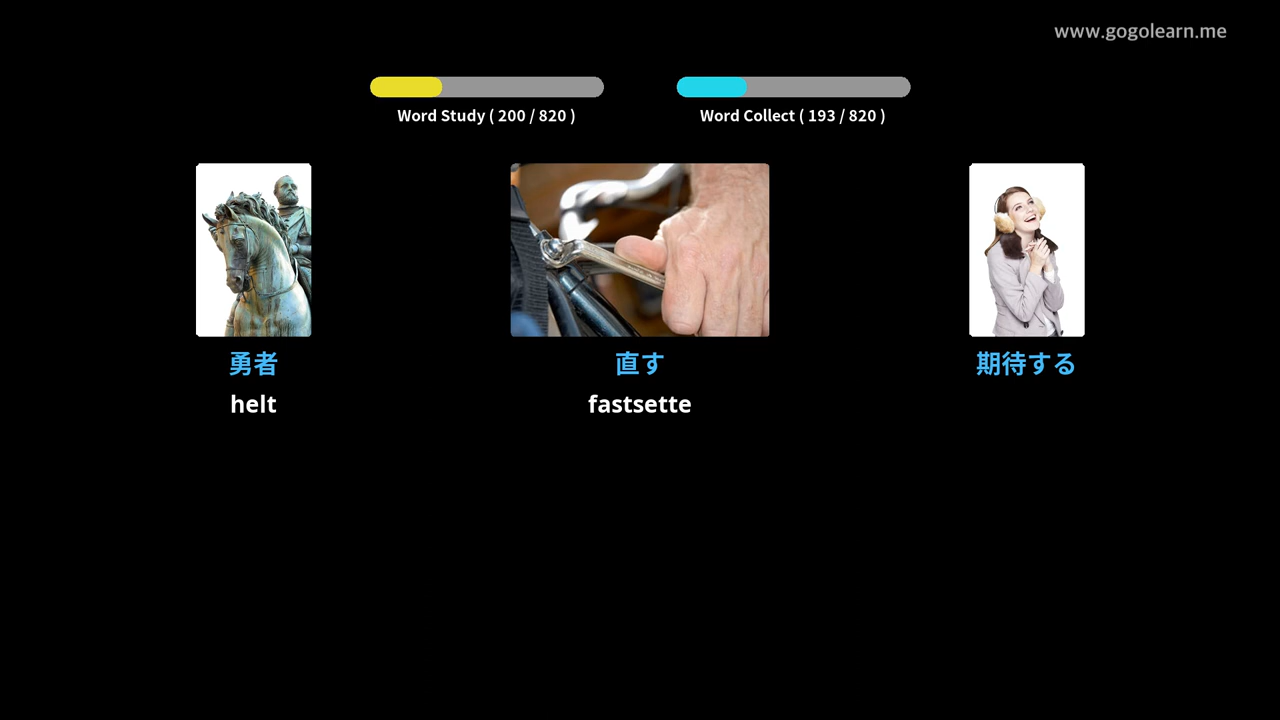 www.gogolearn.me
Word Study ( 200 / 820 )
Word Collect ( 193 / 820 )
勇者
直す
期待する
helt
fastsette